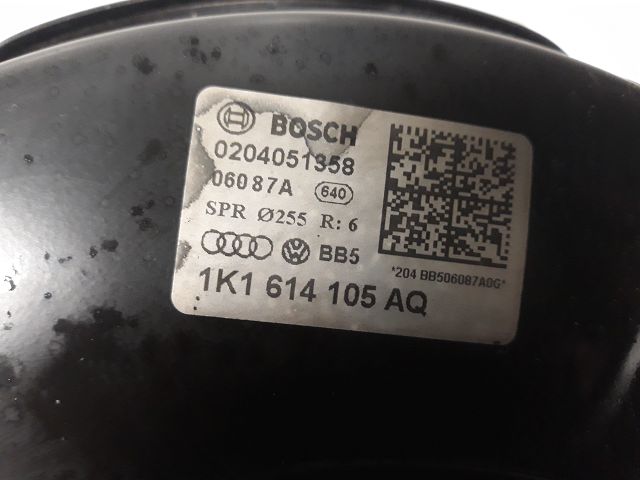 BOSCH
0204051358
06087A 640
SPR Ø255 R: 6
BB5
*204 BB506087A0G*
1K1 614 105 AQ